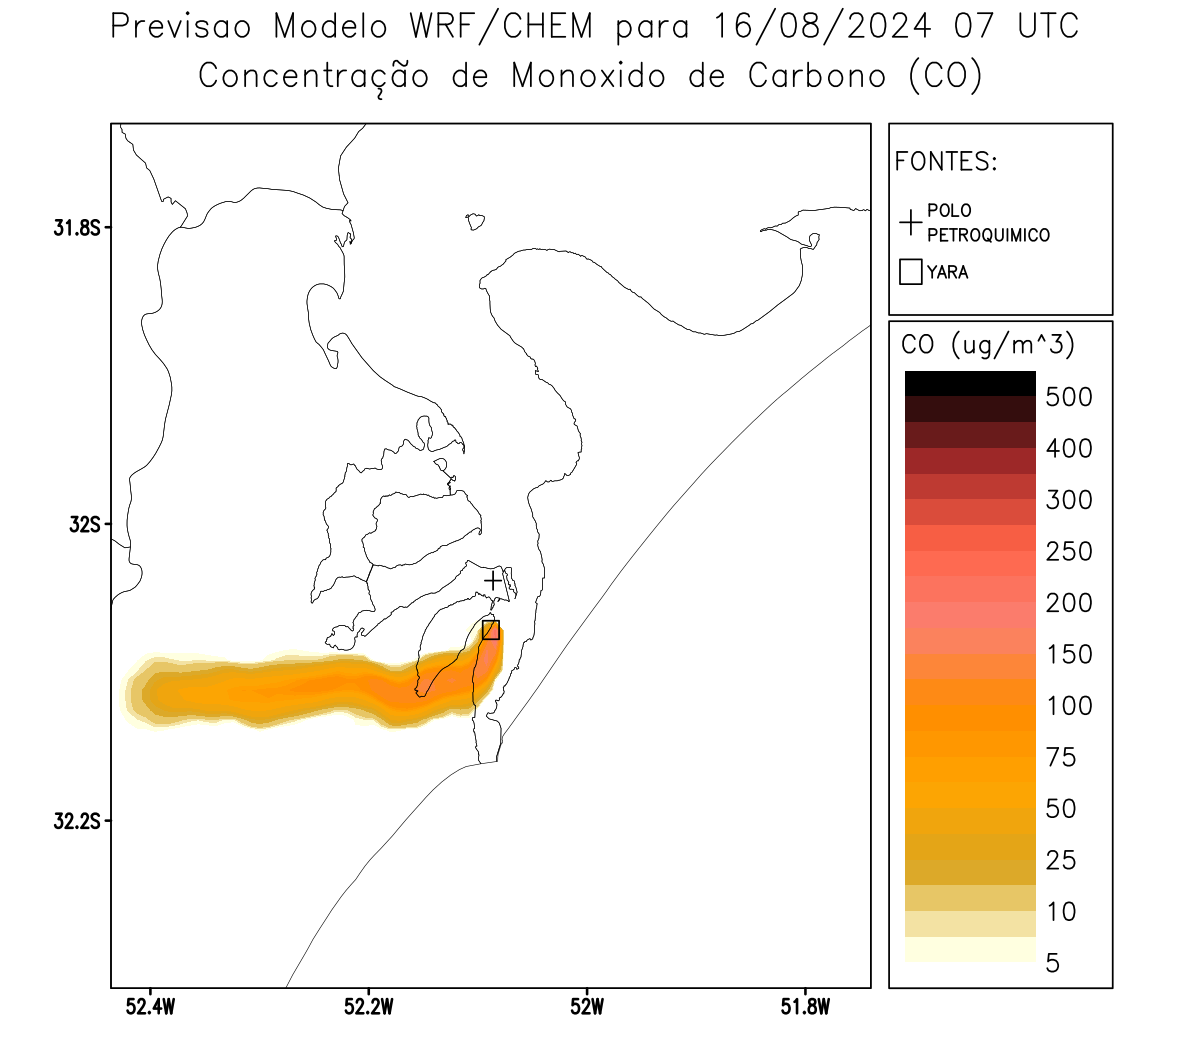 Previsao Modelo WRF/CHEM para 16/08/2024 07 UTC
Concentração de Monoxido de Carbono (CO)
FONTES:
POLO
PETROQUIMICO
YARA
CO (ug/m^3)
500
400
300
250
200
150
100
75
50
25
10
5
31.8S
32S
32.2S
52.4W
52.2W
52W
51.8W